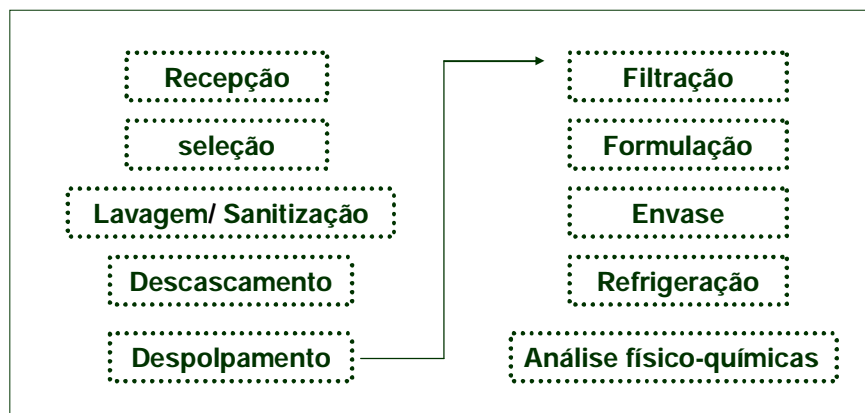 Recepção
seleção
Lavagem/ Sanitização
Descascamento
Despolpamento
Filtração
Formulação
Envase
Refrigeração
Análise físico-químicas